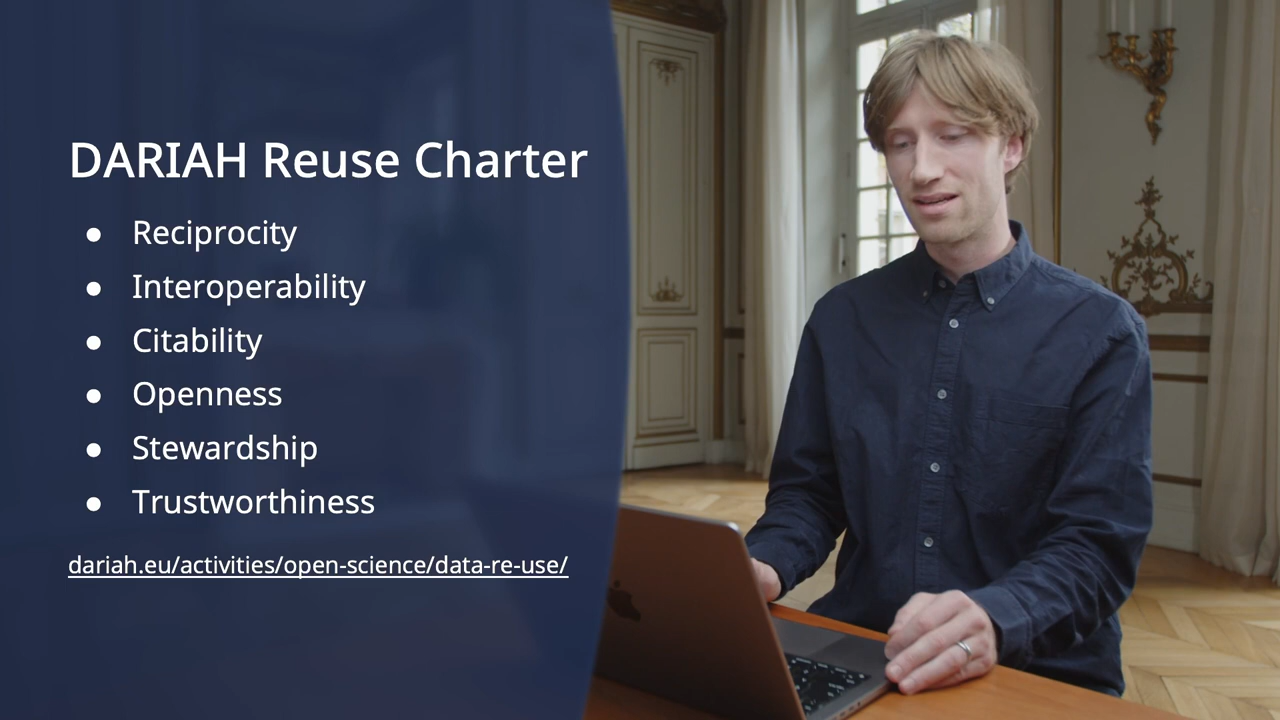 DARIAH Reuse Charter
● Reciprocity
● Interoperability
● Citability
● Openness
● Stewardship
● Trustworthiness
dariah.eu/activities/open-science/data-re-use/